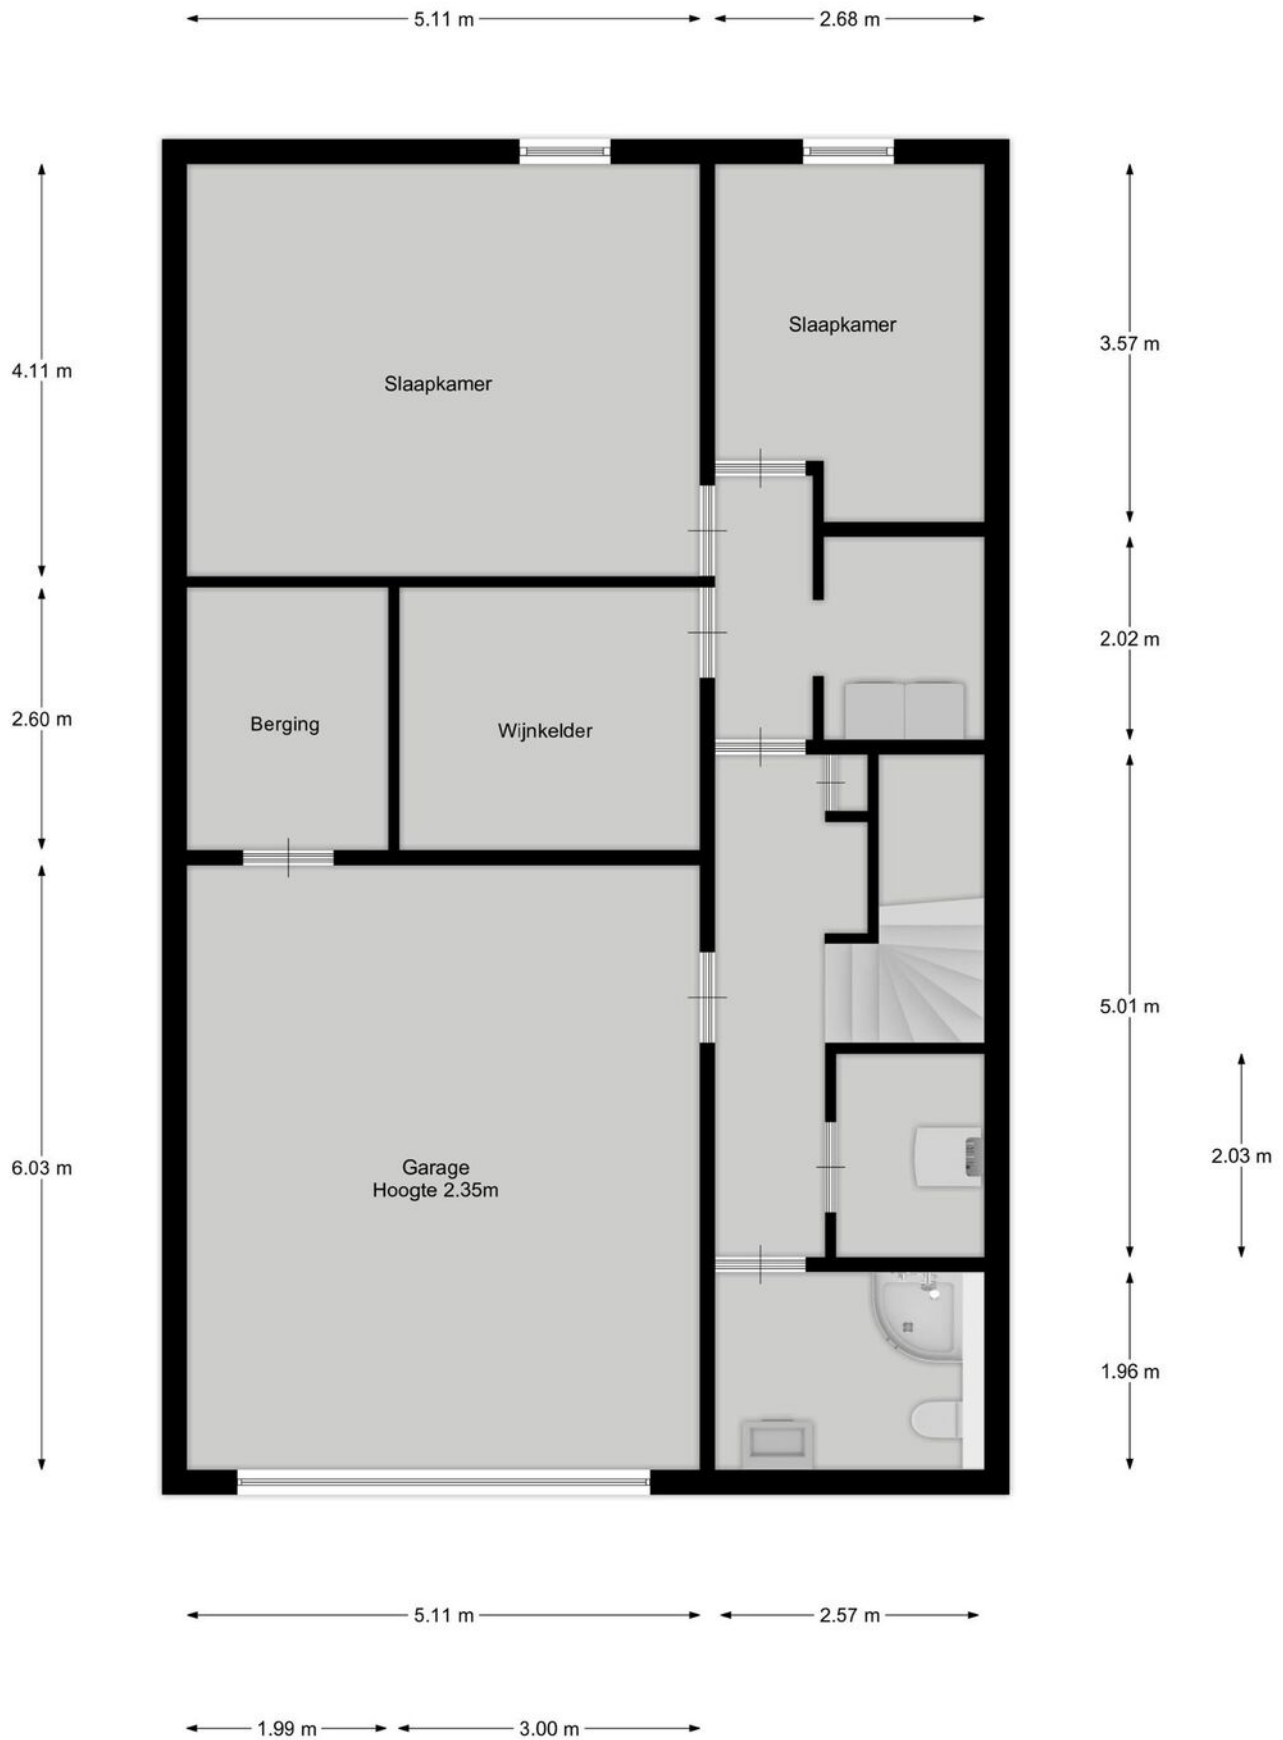 5.11 m
2.68 m
Slaapkamer
3.57 m
4.11 m
Slaapkamer
2.02 m
2.60 m
Berging
Wijnkelder
5.01 m
6.03 m
Garage
Hoogte 2.35m
2.03 m
1.96 m
5.11 m
2.57 m
1.99 m
3.00 m